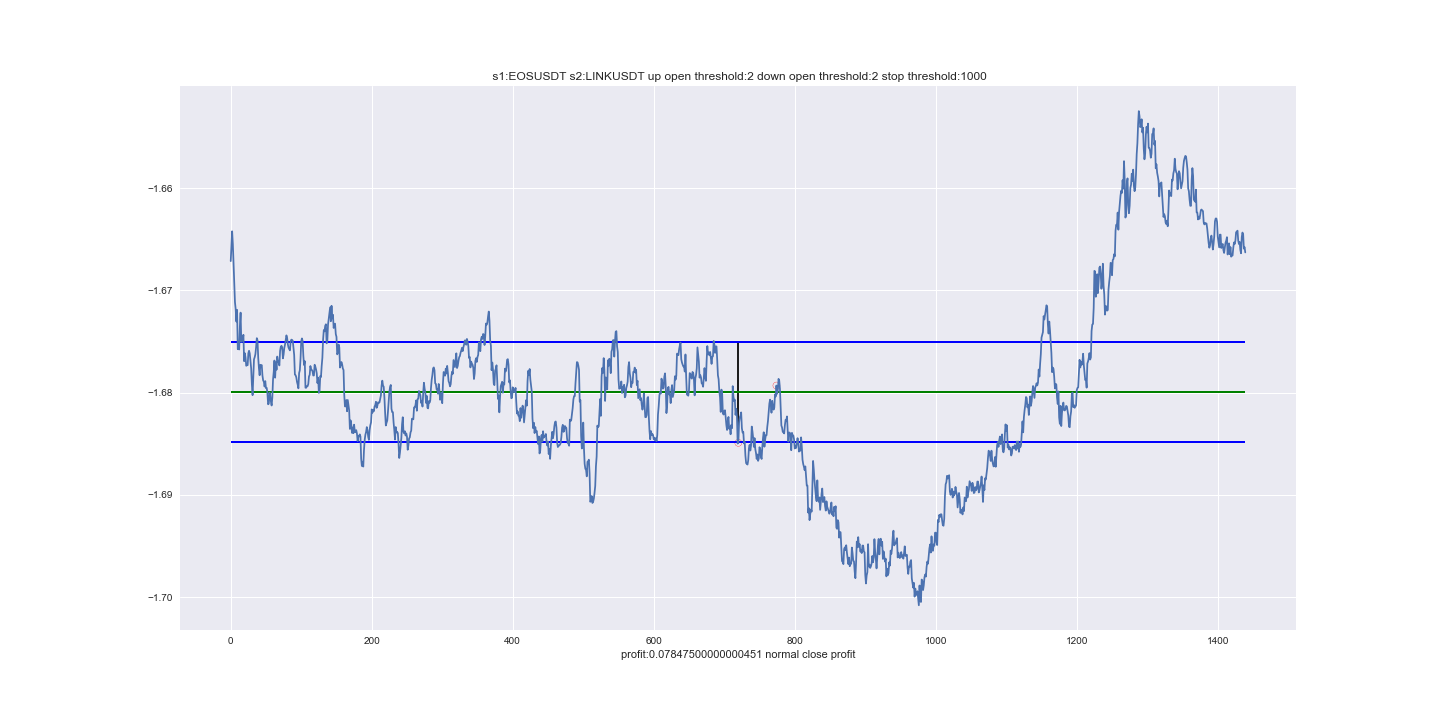 s1:EOSUSDT s2:LINKUSDT up open threshold:2 down open threshold:2 stop threshold:1000
−1.66
−1.67
−1.68
−1.69
−1.70
0 200 400 600 800 1000 1200 1400
profit:0.07847500000000451 normal close profit